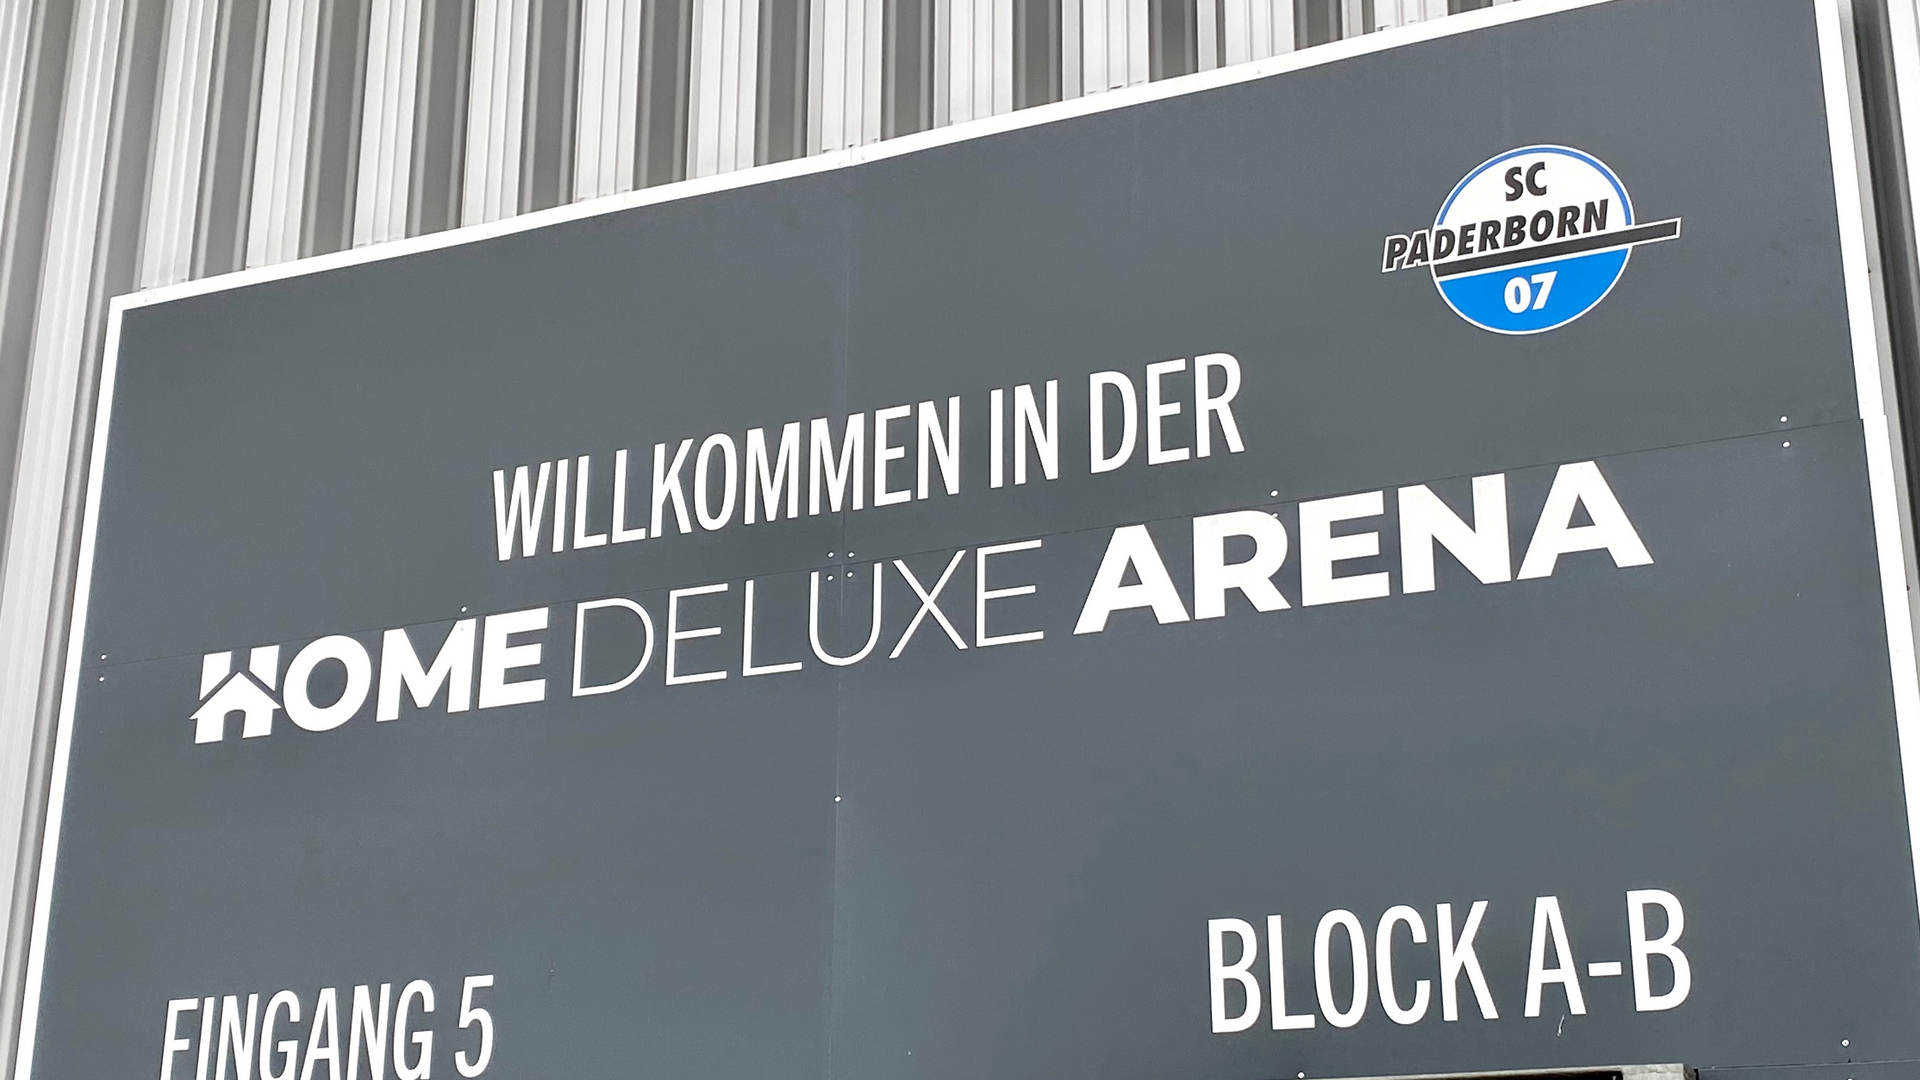 SC
PADERBORN
07
WILLKOMMEN IN DER
HOME DELUXE ARENA
EINGANG 5
BLOCK A-B